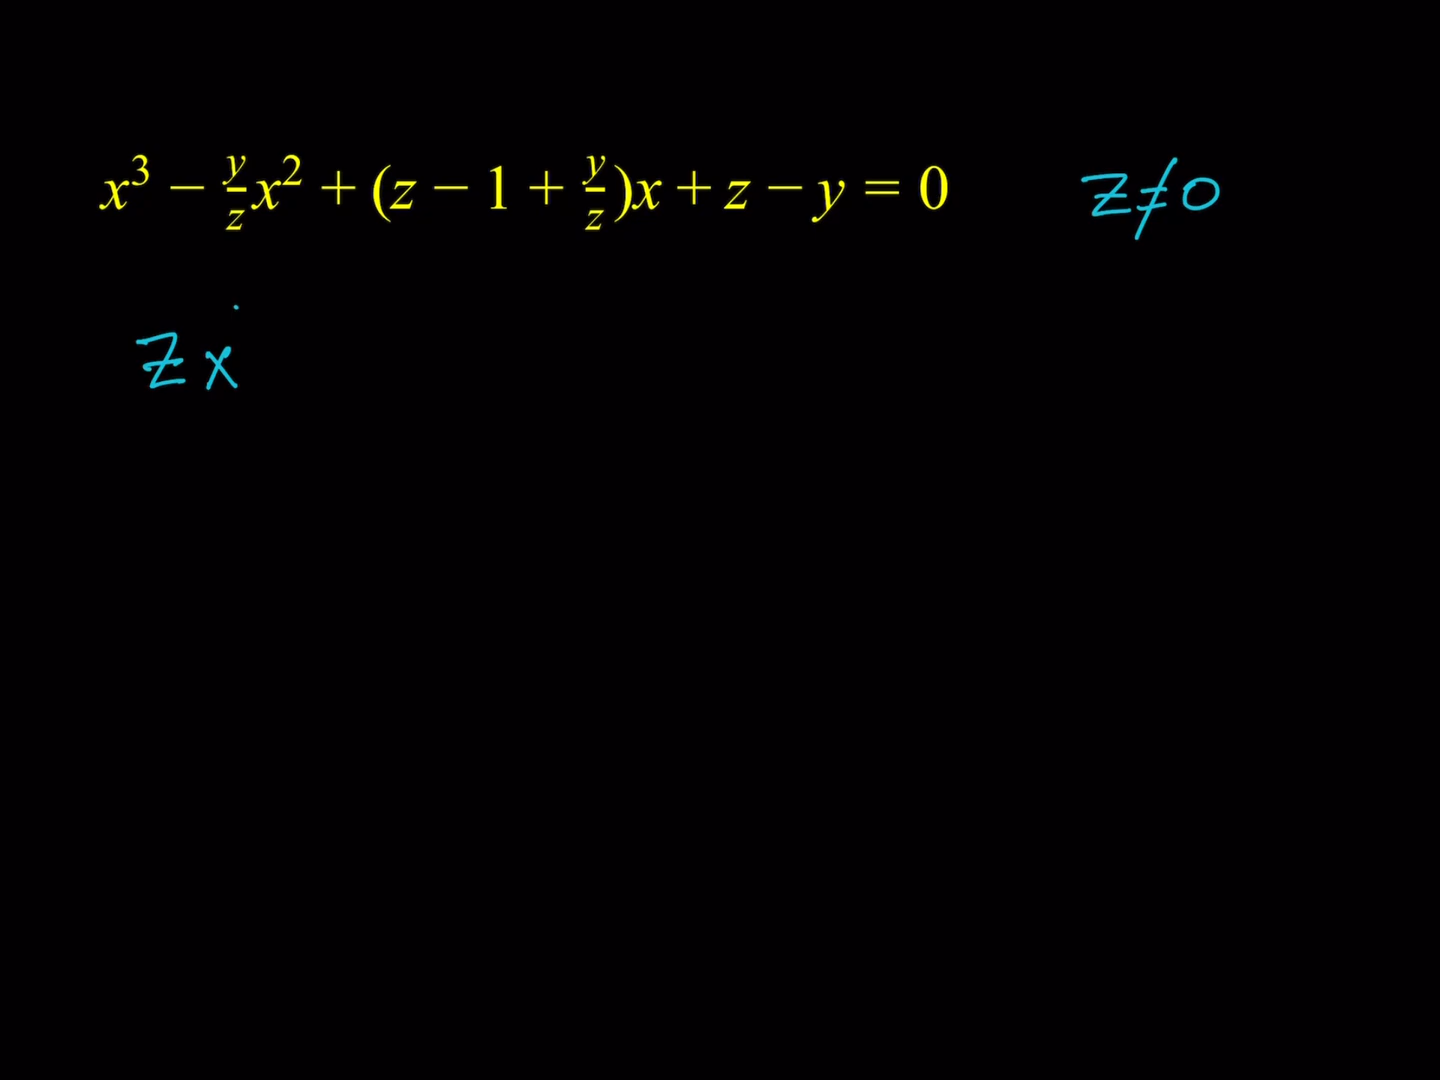 x³ − y/z x² + (z − 1 + y/z)x + z − y = 0
z≠0
zx